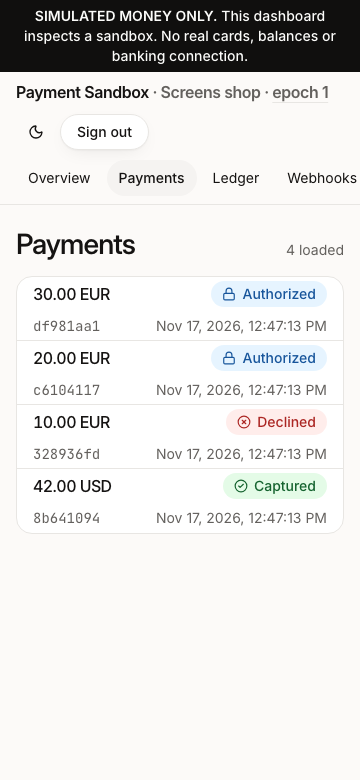 SIMULATED MONEY ONLY. This dashboard
inspects a sandbox. No real cards, balances or
banking connection.
Payment Sandbox · Screens shop · epoch 1
Sign out
Overview Payments Ledger Webhooks
Payments
4 loaded
30.00 EUR Authorized
df981aa1 Nov 17, 2026, 12:47:13 PM
20.00 EUR Authorized
c6104117 Nov 17, 2026, 12:47:13 PM
10.00 EUR Declined
328936fd Nov 17, 2026, 12:47:13 PM
42.00 USD Captured
8b641094 Nov 17, 2026, 12:47:13 PM